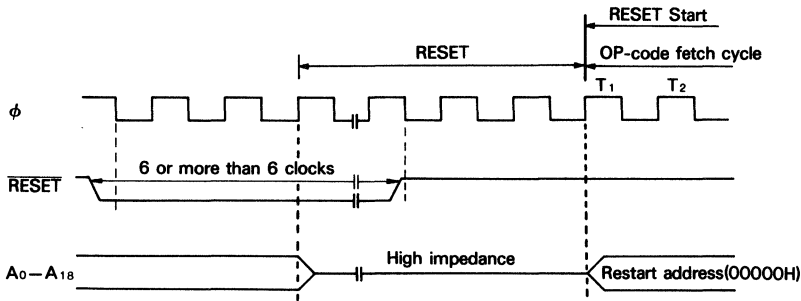 RESET Start
RESET
OP-code fetch cycle
T₁ T₂
φ
6 or more than 6 clocks
R̅E̅S̅E̅T̅
High impedance
A₀–A₁₈
Restart address(00000H)